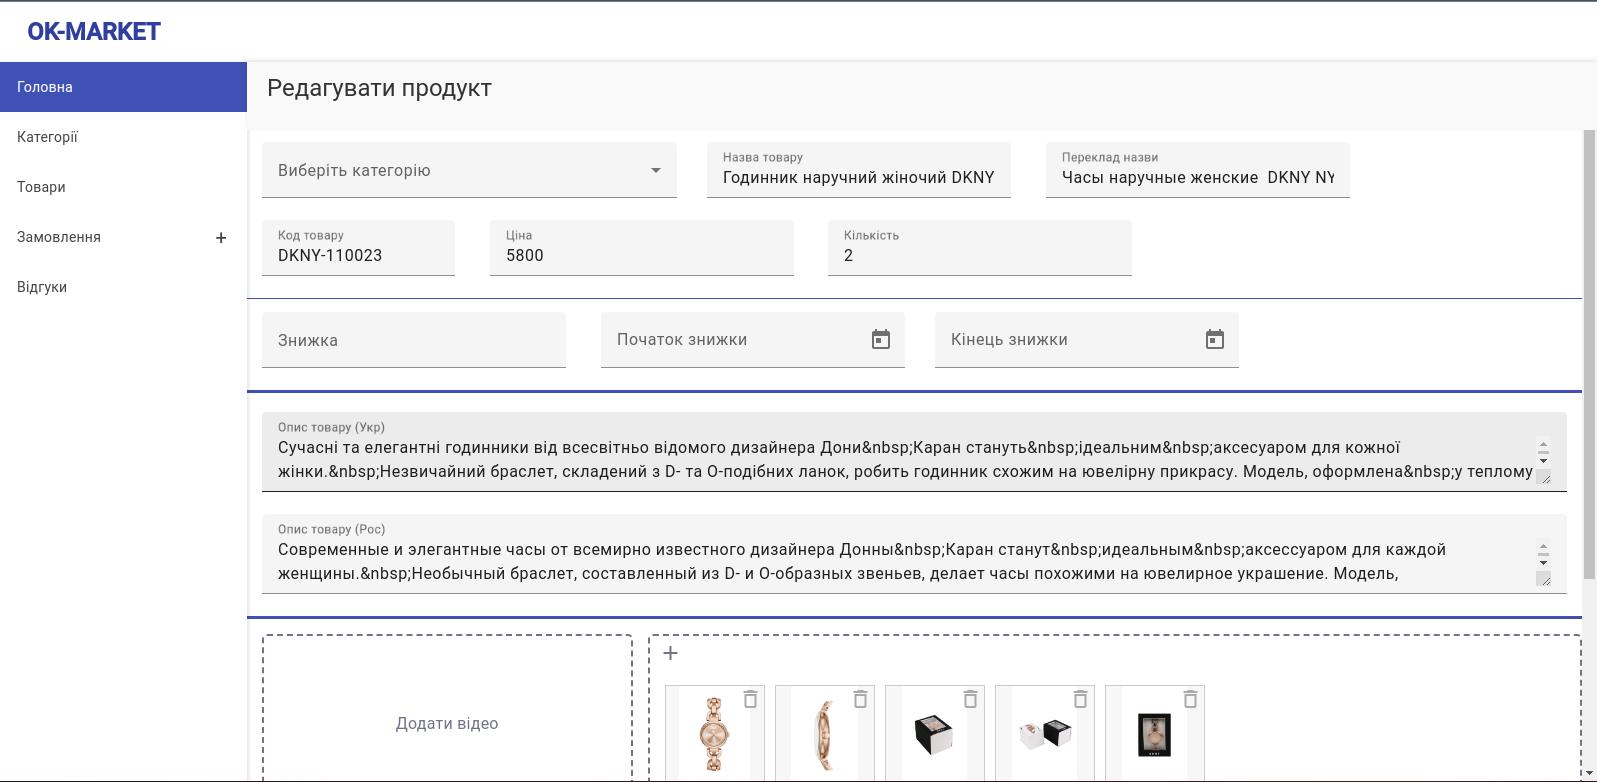 OK-MARKET
Головна
Категорії
Товари
Замовлення +
Відгуки
Редагувати продукт
Виберіть категорію
Назва товару
Годинник наручний жіночий DKNY
Переклад назви
Часы наручные женские  DKNY NY
Код товару
DKNY-110023
Ціна
5800
Кількість
2
Знижка
Початок знижки
Кінець знижки
Опис товару (Укр)
Сучасні та елегантні годинники від всесвітньо відомого дизайнера Дони&nbsp;Каран стануть&nbsp;ідеальним&nbsp;аксесуаром для кожної
жінки.&nbsp;Незвичайний браслет, складений з D- та О-подібних ланок, робить годинник схожим на ювелірну прикрасу. Модель, оформлена&nbsp;у теплому
Опис товару (Рос)
Современные и элегантные часы от всемирно известного дизайнера Донны&nbsp;Каран станут&nbsp;идеальным&nbsp;аксессуаром для каждой
женщины.&nbsp;Необычный браслет, составленный из D- и О-образных звеньев, делает часы похожими на ювелирное украшение. Модель,
Додати відео
+